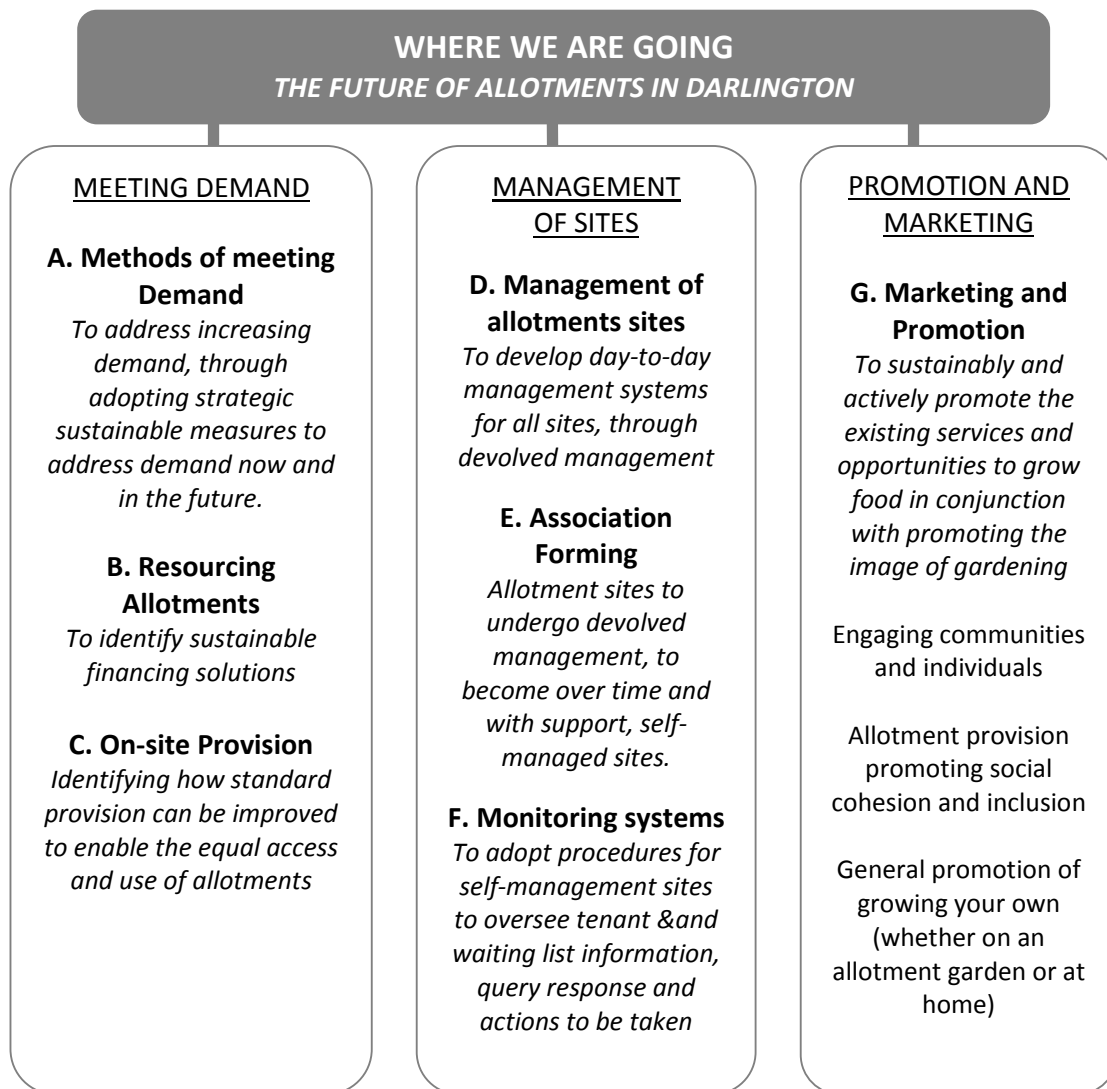 WHERE WE ARE GOING
THE FUTURE OF ALLOTMENTS IN DARLINGTON
MEETING DEMAND
A. Methods of meeting
Demand
To address increasing
demand, through
adopting strategic
sustainable measures to
address demand now and
in the future.
B. Resourcing
Allotments
To identify sustainable
financing solutions
C. On-site Provision
Identifying how standard
provision can be improved
to enable the equal access
and use of allotments
MANAGEMENT
OF SITES
D. Management of
allotments sites
To develop day-to-day
management systems
for all sites, through
devolved management
E. Association
Forming
Allotment sites to
undergo devolved
management, to
become over time and
with support, self-
managed sites.
F. Monitoring systems
To adopt procedures for
self-management sites
to oversee tenant &and
waiting list information,
query response and
actions to be taken
PROMOTION AND
MARKETING
G. Marketing and
Promotion
To sustainably and
actively promote the
existing services and
opportunities to grow
food in conjunction
with promoting the
image of gardening
Engaging communities
and individuals
Allotment provision
promoting social
cohesion and inclusion
General promotion of
growing your own
(whether on an
allotment garden or at
home)